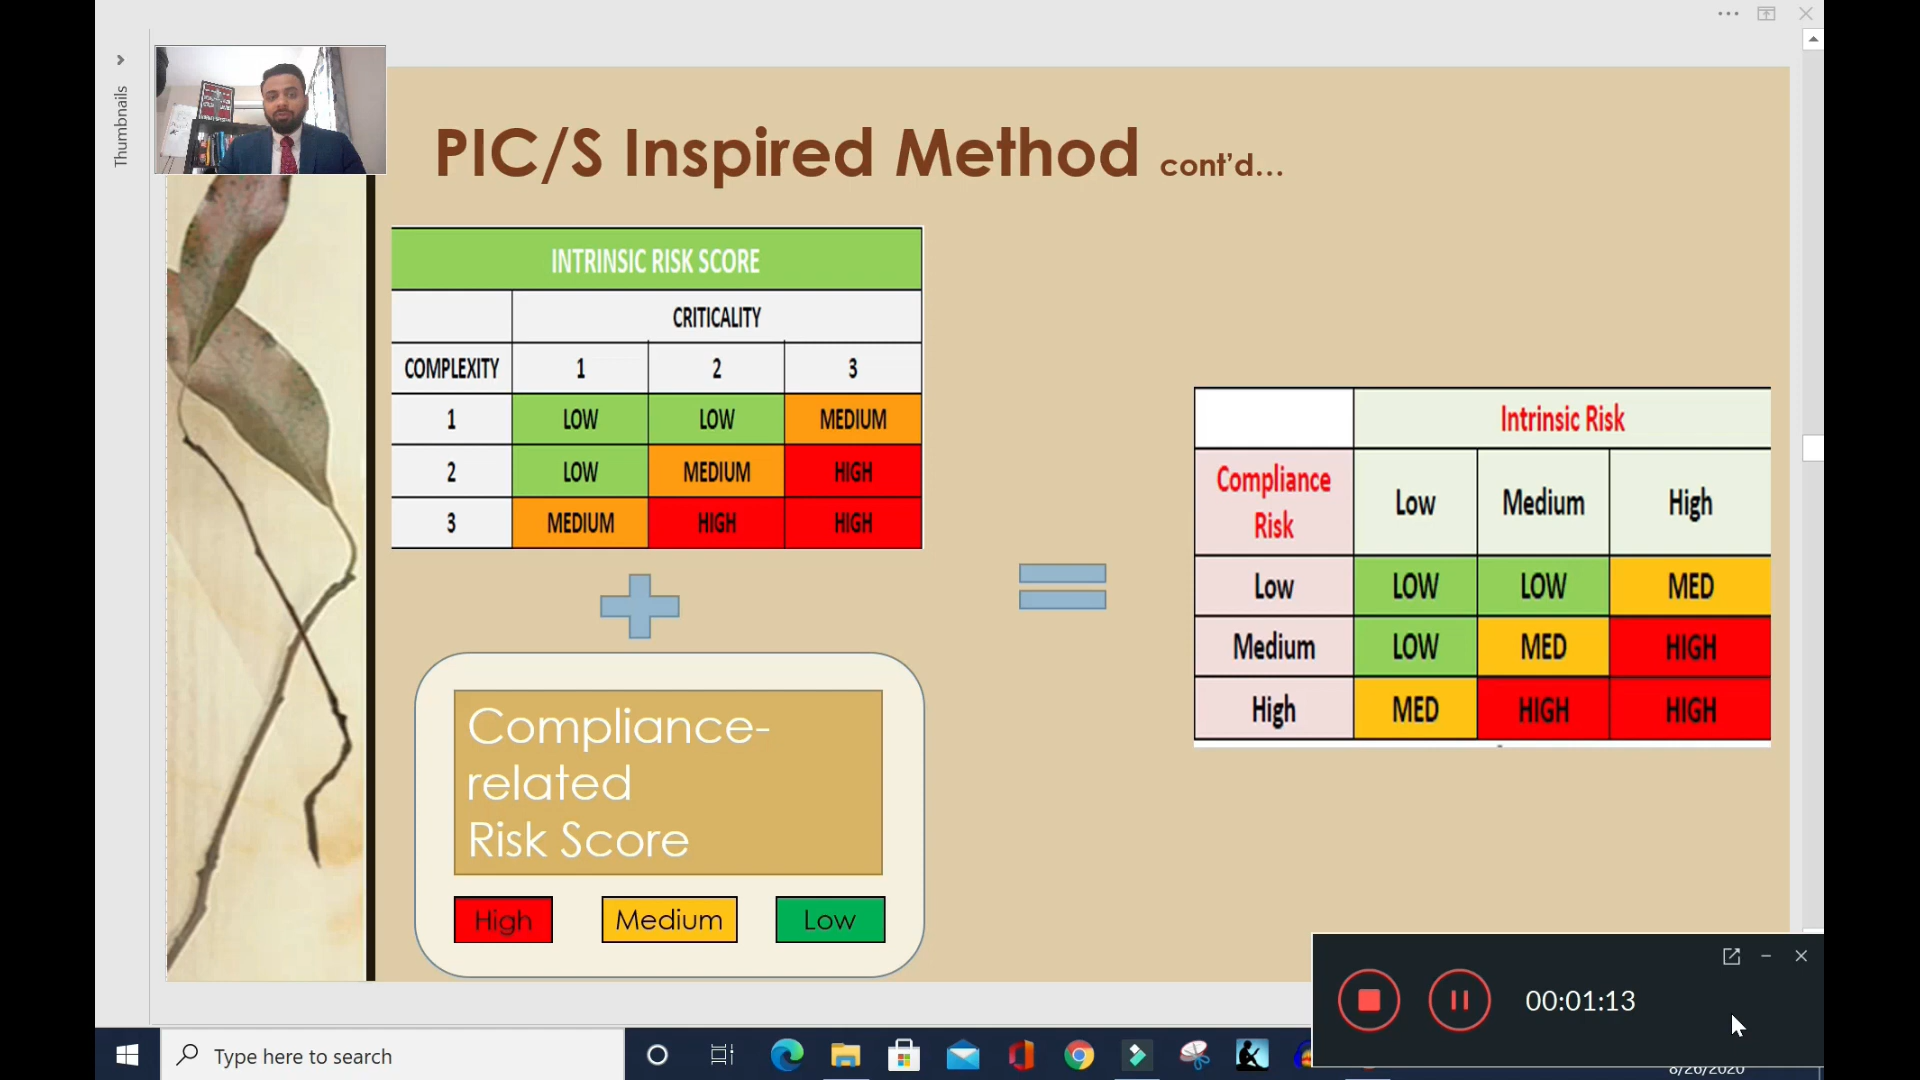 Thumbnails
PIC/S Inspired Method cont'd...
INTRINSIC RISK SCORE
CRITICALITY
COMPLEXITY 1 2 3
1 LOW LOW MEDIUM
2 LOW MEDIUM HIGH
3 MEDIUM HIGH HIGH
Compliance-
related
Risk Score
High Medium Low
Intrinsic Risk
Compliance
Risk
Low Medium High
Low LOW LOW MED
Medium LOW MED HIGH
High MED HIGH HIGH
00:01:13
Type here to search
8/26/2020